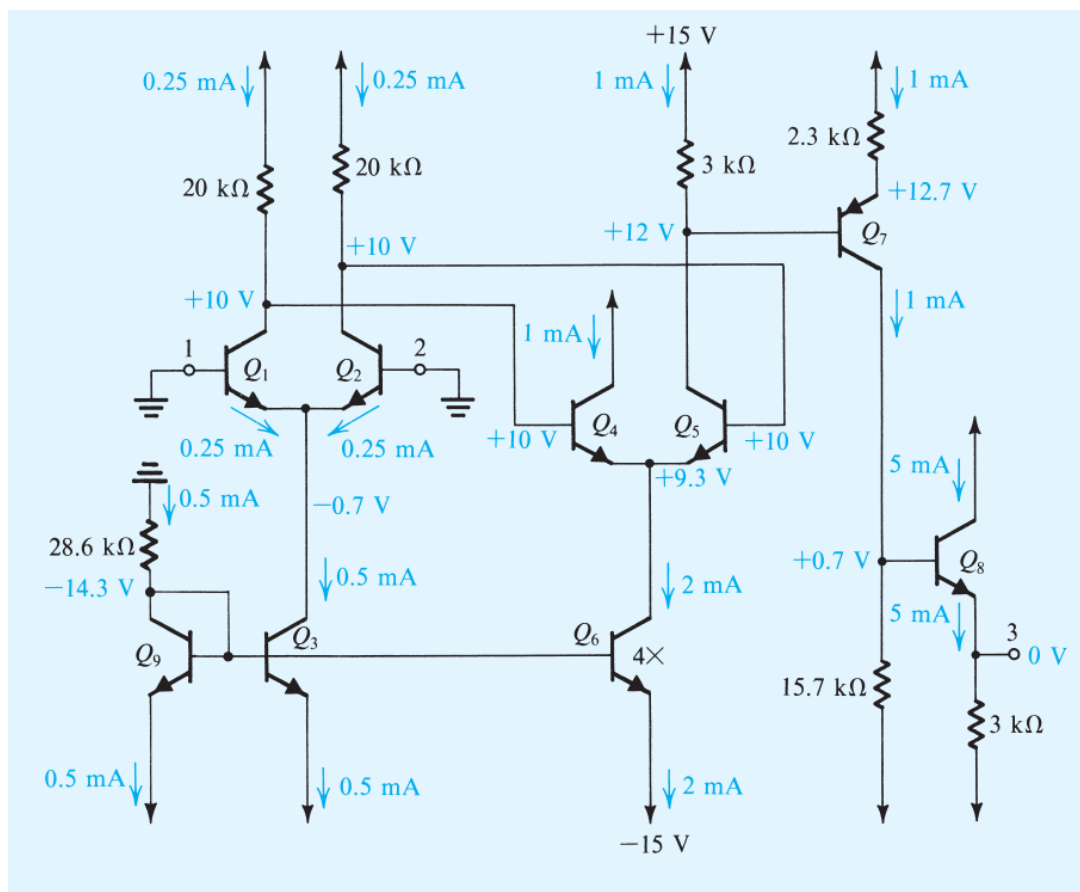 +15 V
0.25 mA
0.25 mA
1 mA
1 mA
2.3 kΩ
20 kΩ
20 kΩ
3 kΩ
+12.7 V
+12 V
Q7
+10 V
+10 V
1 mA
1 mA
1
Q1
Q2
2
+10 V
Q4
Q5
+10 V
0.25 mA
0.25 mA
+9.3 V
5 mA
0.5 mA
−0.7 V
28.6 kΩ
−14.3 V
0.5 mA
2 mA
+0.7 V
Q8
5 mA
3
0 V
Q9
Q3
Q6
4×
15.7 kΩ
3 kΩ
0.5 mA
0.5 mA
2 mA
−15 V